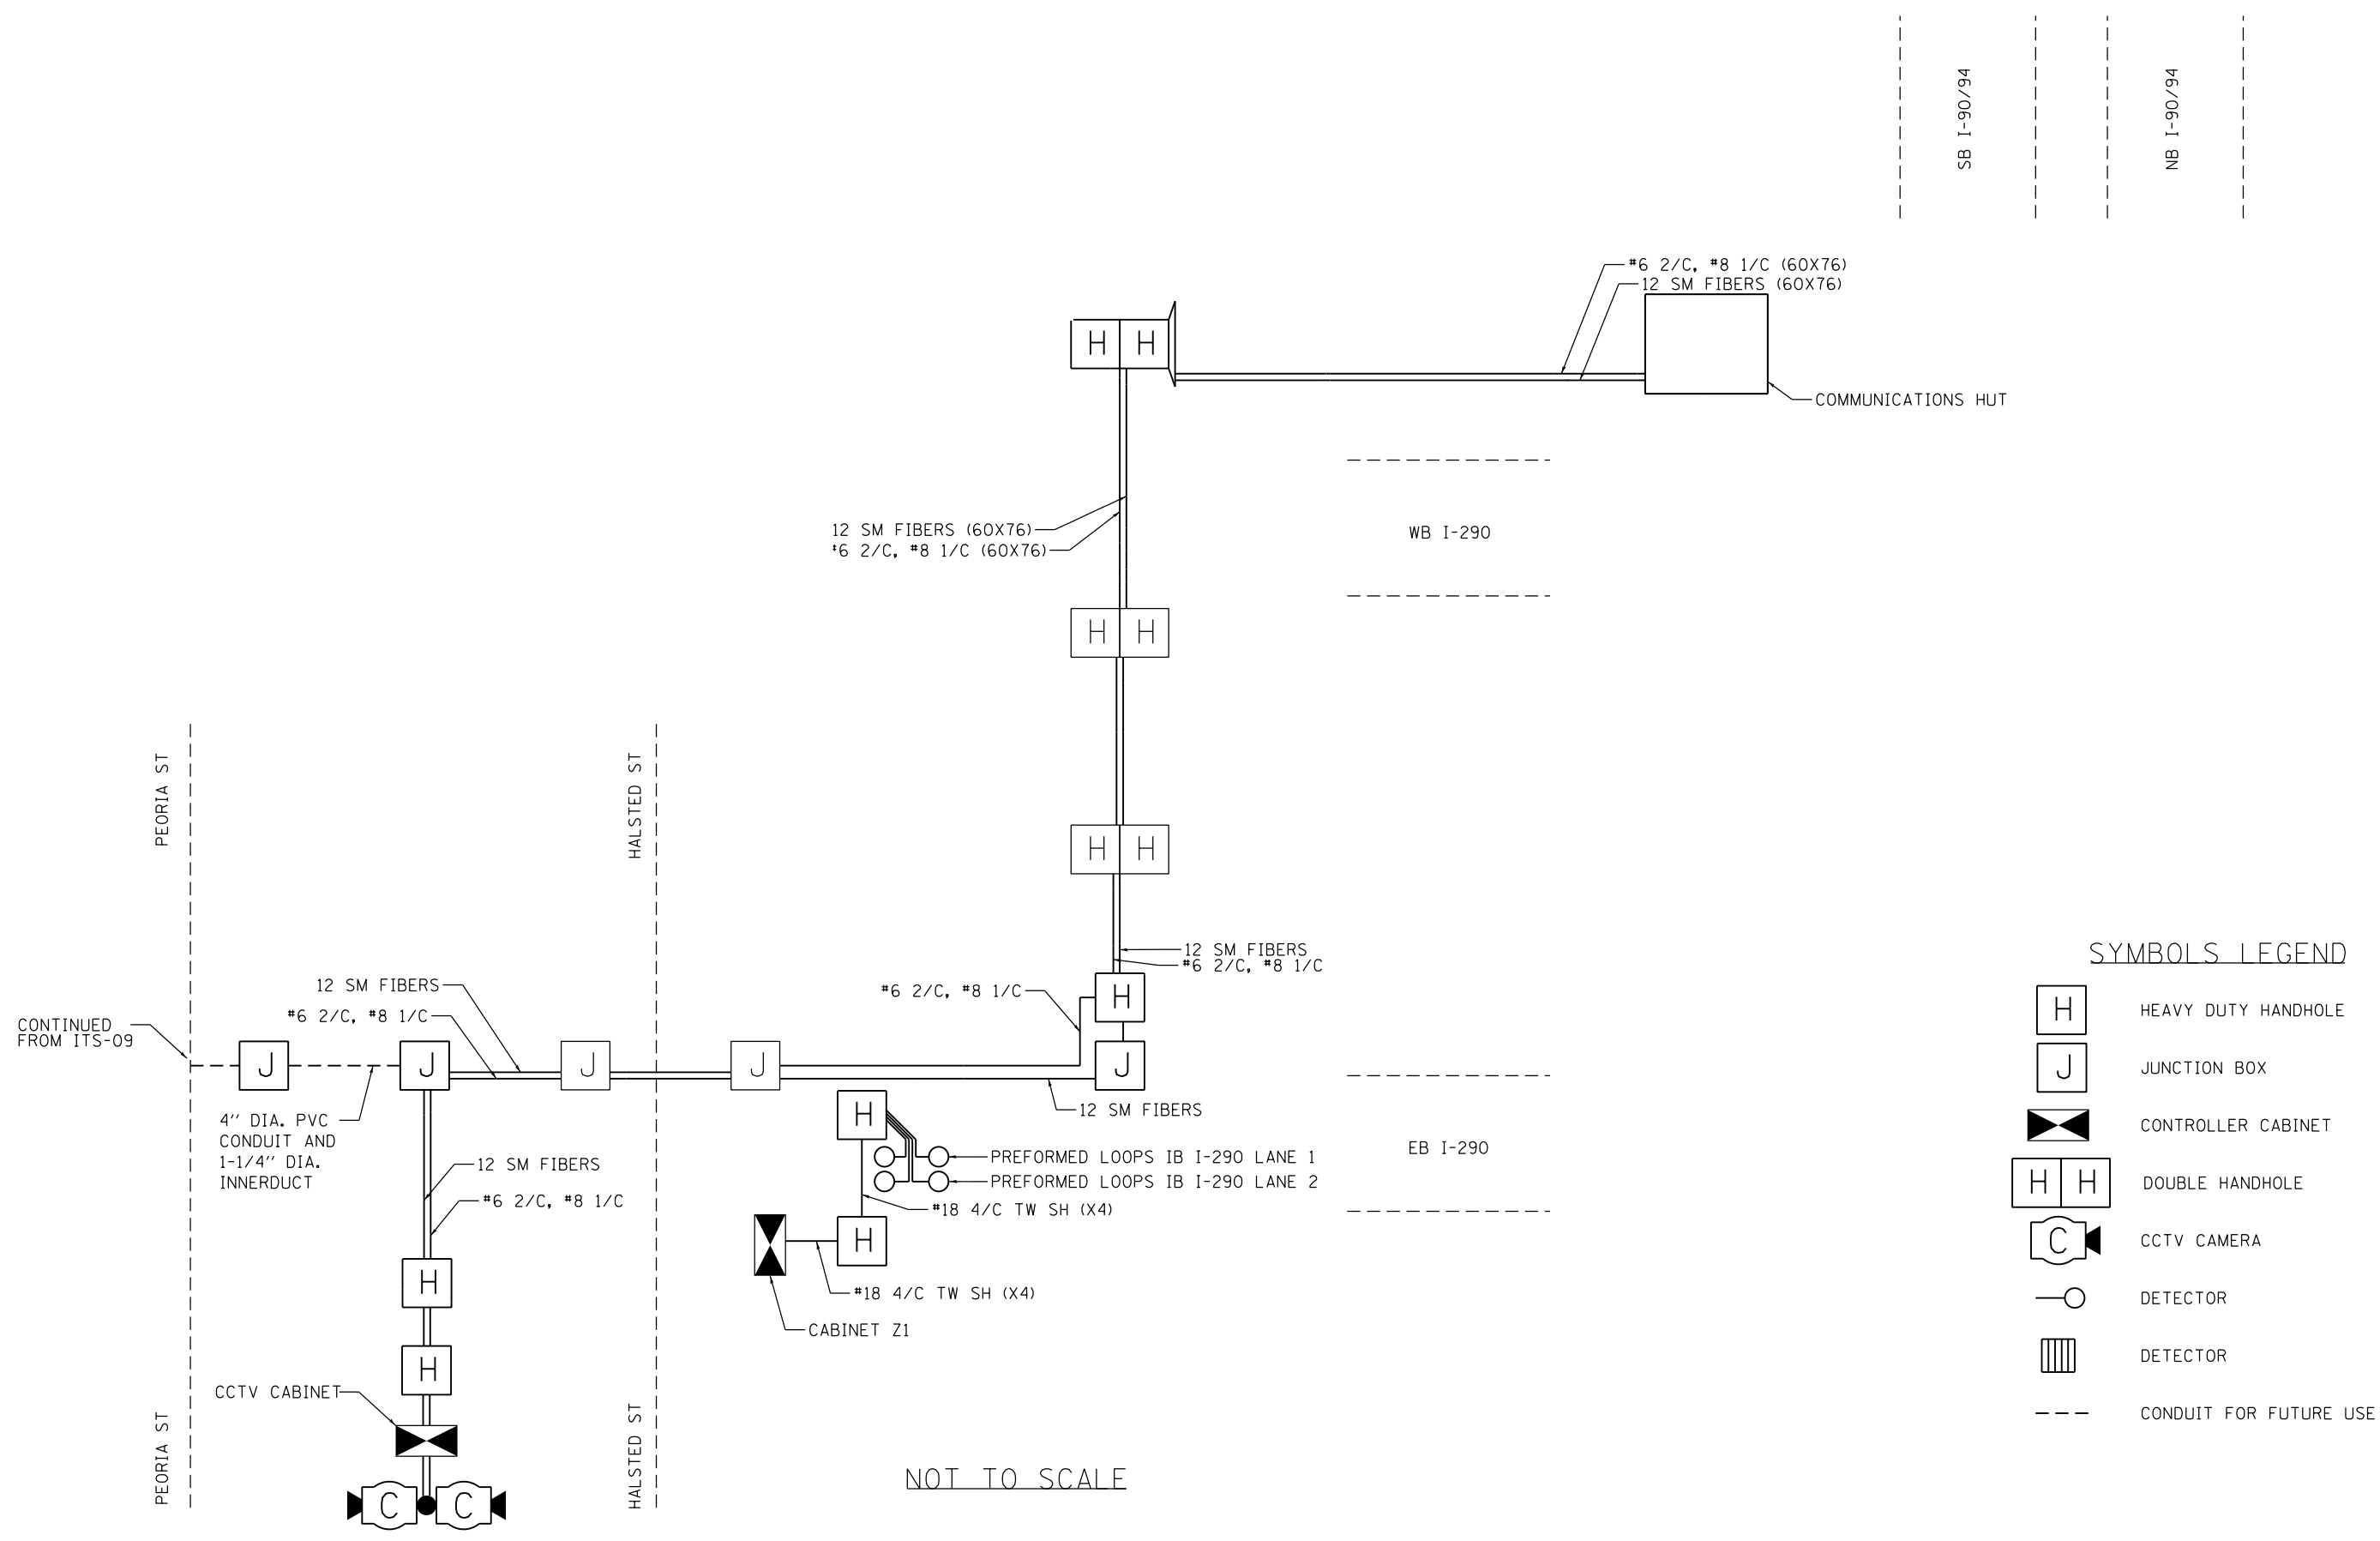 SB I-90/94
NB I-90/94
#6 2/C, #8 1/C (60X76)
12 SM FIBERS (60X76)
H H
COMMUNICATIONS HUT
12 SM FIBERS (60X76)
#6 2/C, #8 1/C (60X76)
WB I-290
H H
PEORIA ST
HALSTED ST
H H
12 SM FIBERS
#6 2/C, #8 1/C
12 SM FIBERS
#6 2/C, #8 1/C
#6 2/C, #8 1/C
H
CONTINUED
FROM ITS-09
J
J
J
J
J
12 SM FIBERS
4" DIA. PVC
CONDUIT AND
1-1/4" DIA.
INNERDUCT
H
PREFORMED LOOPS IB I-290 LANE 1
PREFORMED LOOPS IB I-290 LANE 2
EB I-290
12 SM FIBERS
#6 2/C, #8 1/C
#18 4/C TW SH (X4)
H
#18 4/C TW SH (X4)
CABINET Z1
H
H
CCTV CABINET
PEORIA ST
HALSTED ST
C C
NOT TO SCALE
SYMBOLS LEGEND
H HEAVY DUTY HANDHOLE
J JUNCTION BOX
CONTROLLER CABINET
H H DOUBLE HANDHOLE
C CCTV CAMERA
DETECTOR
DETECTOR
CONDUIT FOR FUTURE USE